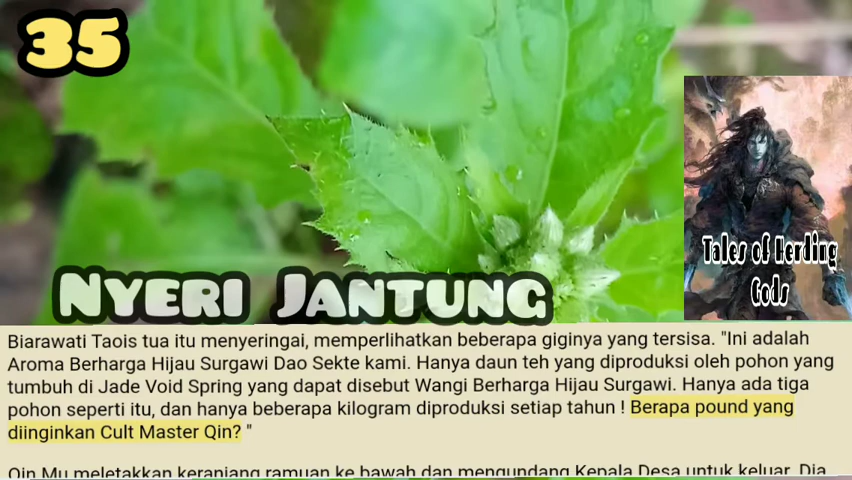 35
Tales of Herding
Gods
Nyeri Jantung
Biarawati Taois tua itu menyeringai, memperlihatkan beberapa giginya yang tersisa. "Ini adalah
Aroma Berharga Hijau Surgawi Dao Sekte kami. Hanya daun teh yang diproduksi oleh pohon yang
tumbuh di Jade Void Spring yang dapat disebut Wangi Berharga Hijau Surgawi. Hanya ada tiga
pohon seperti itu, dan hanya beberapa kilogram diproduksi setiap tahun ! Berapa pound yang
diinginkan Cult Master Qin? "
Qin Mu meletakkan keranjang ramuan ke bawah dan mengundang Kepala Desa untuk keluar. Dia